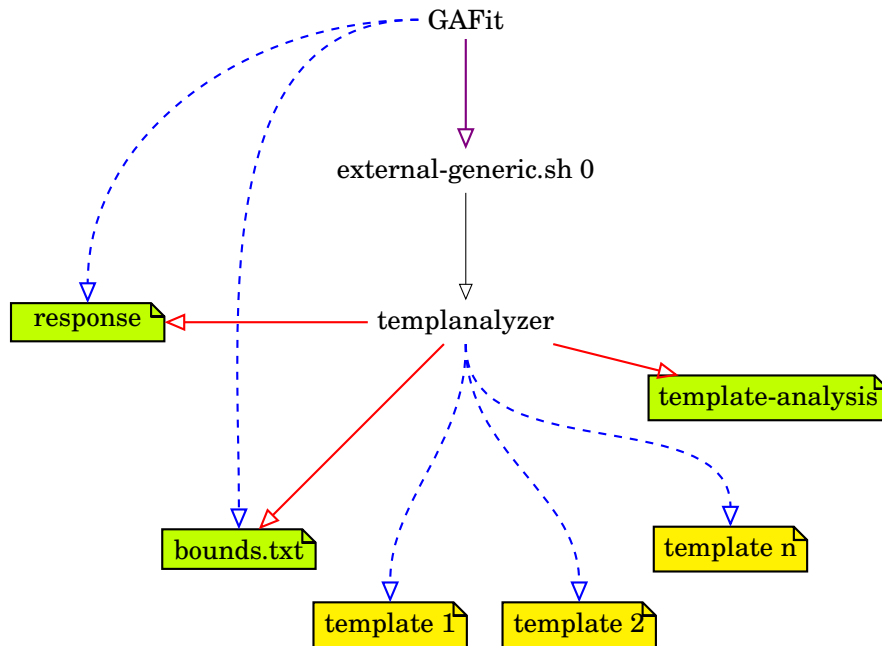 GAFit
external-generic.sh 0
response
templanalyzer
template-analysis
bounds.txt
template n
template 1
template 2